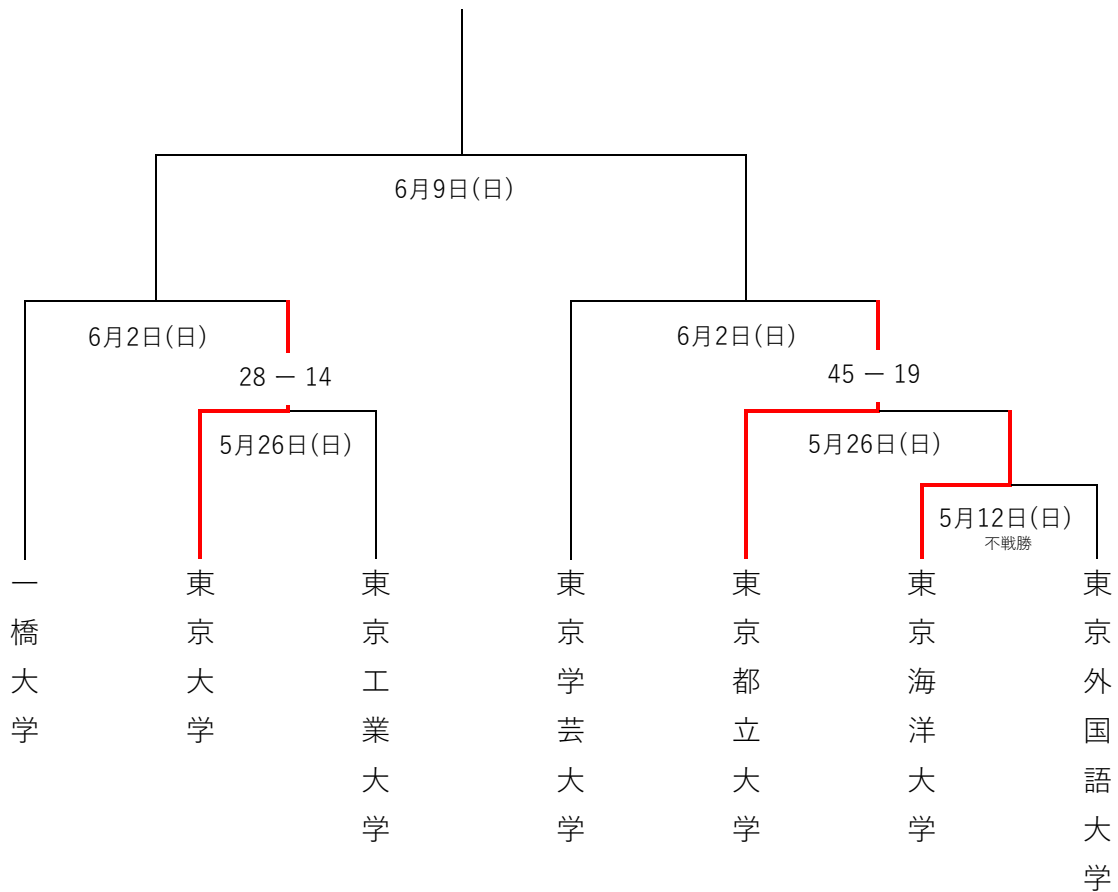 6月9日(日)
6月2日(日)
6月2日(日)
28 ー 14
45 ー 19
5月26日(日)
5月26日(日)
5月12日(日)
不戦勝
一橋大学
東京大学
東京工業大学
東京学芸大学
東京都立大学
東京海洋大学
東京外国語大学